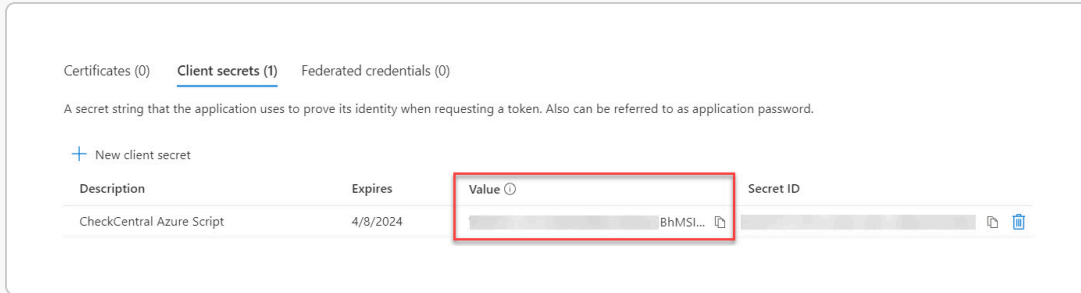 Certificates (0) Client secrets (1) Federated credentials (0)
A secret string that the application uses to prove its identity when requesting a token. Also can be referred to as application password.
New client secret
Description Expires Value Secret ID
CheckCentral Azure Script 4/8/2024 BhMSI...